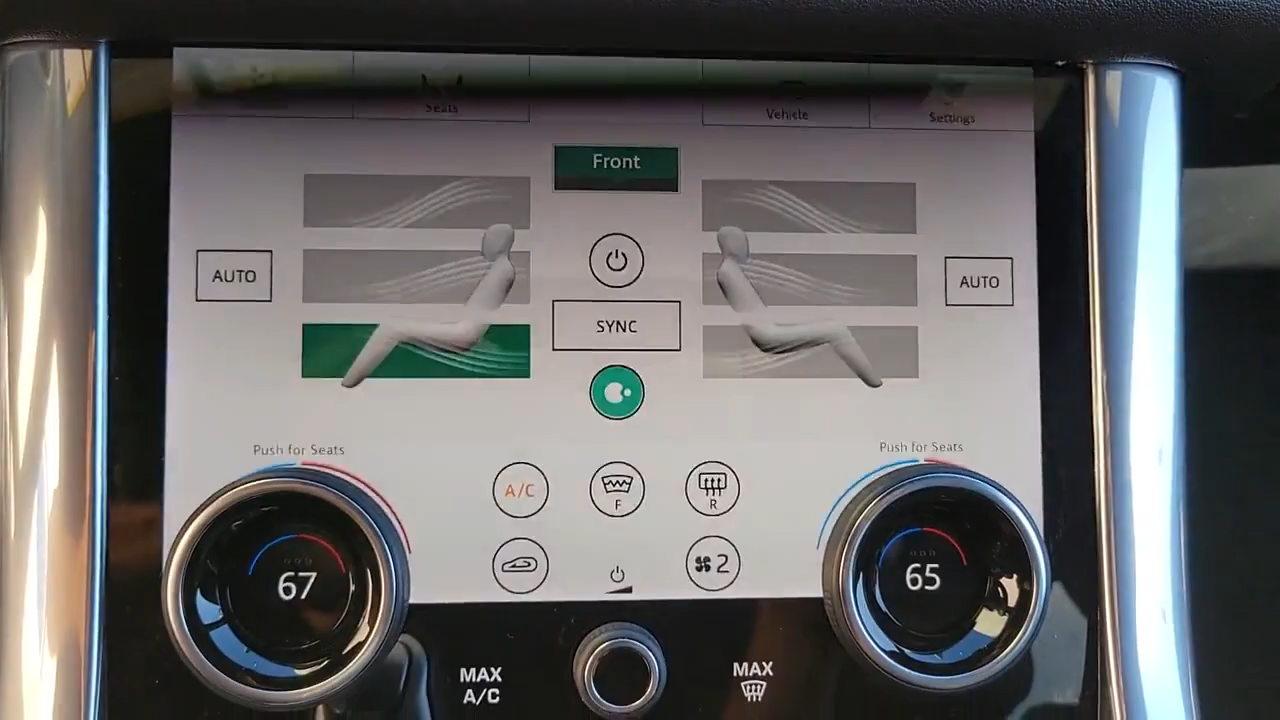 Seats
Vehicle
Settings
Front
AUTO
AUTO
SYNC
Push for Seats
Push for Seats
A/C
F
R
67
2
65
MAX
A/C
MAX